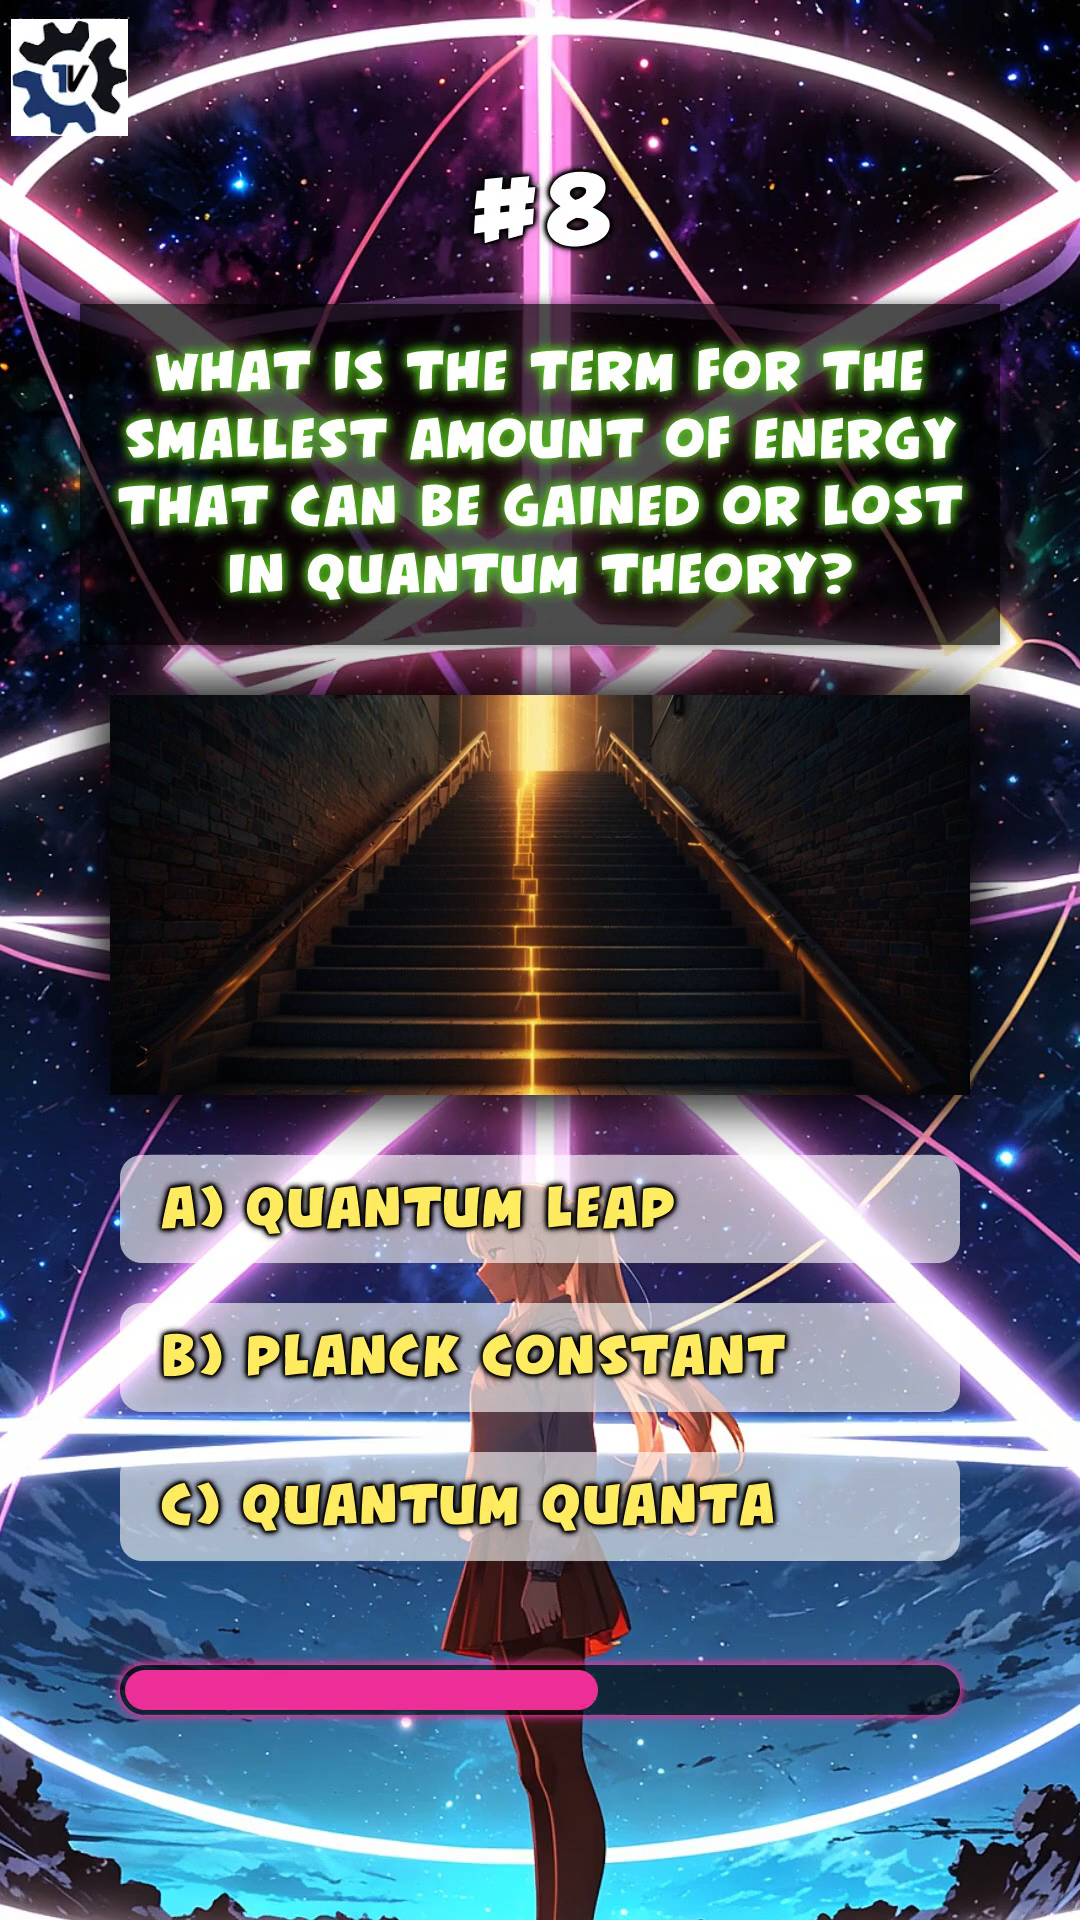 1V
#8
WHAT IS THE TERM FOR THE
SMALLEST AMOUNT OF ENERGY
THAT CAN BE GAINED OR LOST
IN QUANTUM THEORY?
A) QUANTUM LEAP
B) PLANCK CONSTANT
C) QUANTUM QUANTA